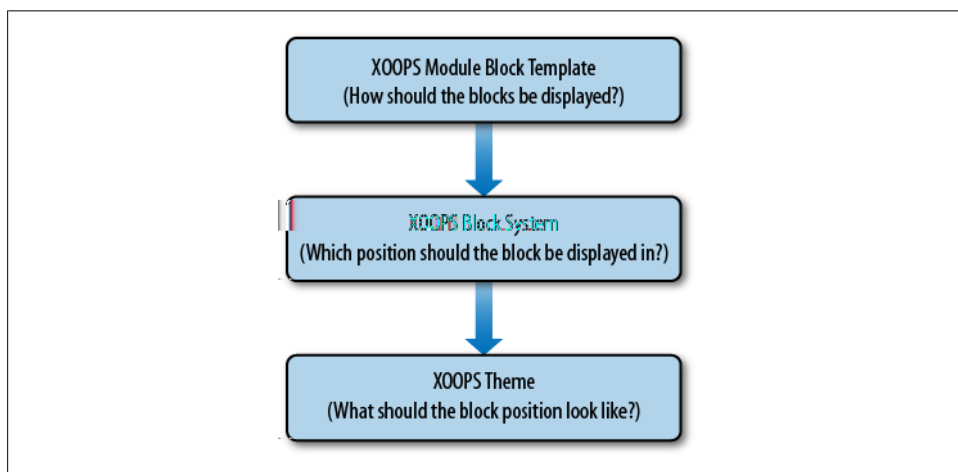 XOOPS Module Block Template
(How should the blocks be displayed?)
XOOPS Block System
(Which position should the block be displayed in?)
XOOPS Theme
(What should the block position look like?)